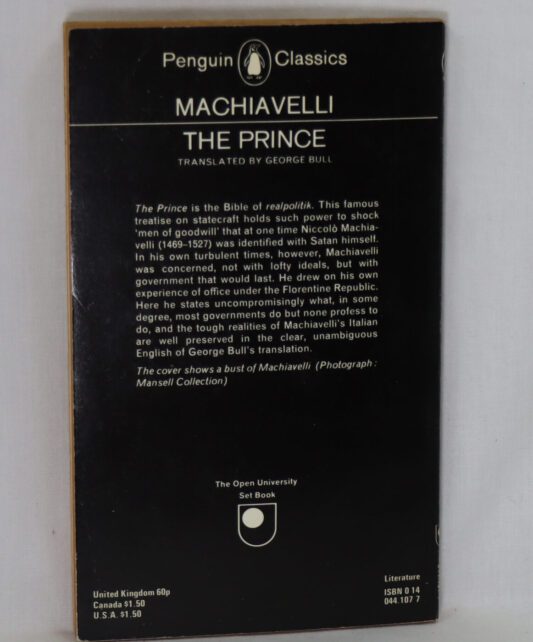 Penguin Classics
MACHIAVELLI
THE PRINCE
TRANSLATED BY GEORGE BULL
The Prince is the Bible of realpolitik. This famous
treatise on statecraft holds such power to shock
'men of goodwill' that at one time Niccolò Machia-
velli (1469–1527) was identified with Satan himself.
In his own turbulent times, however, Machiavelli
was concerned, not with lofty ideals, but with
government that would last. He drew on his own
experience of office under the Florentine Republic.
Here he states uncompromisingly what, in some
degree, most governments do but none profess to
do, and the tough realities of Machiavelli's Italian
are well preserved in the clear, unambiguous
English of George Bull's translation.
The cover shows a bust of Machiavelli (Photograph:
Mansell Collection)
The Open University
Set Book
United Kingdom 60p
Canada $1.50
U.S.A. $1.50
Literature
ISBN 0 14
044.107 7